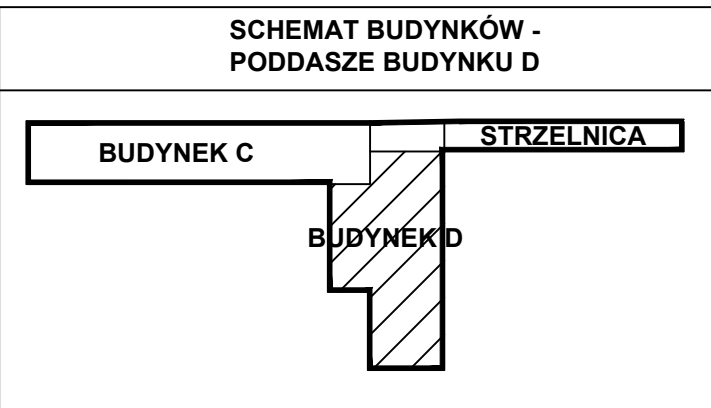 SCHEMAT BUDYNKÓW -
PODDASZE BUDYNKU D
STRZELNICA
BUDYNEK C
BUDYNEK D